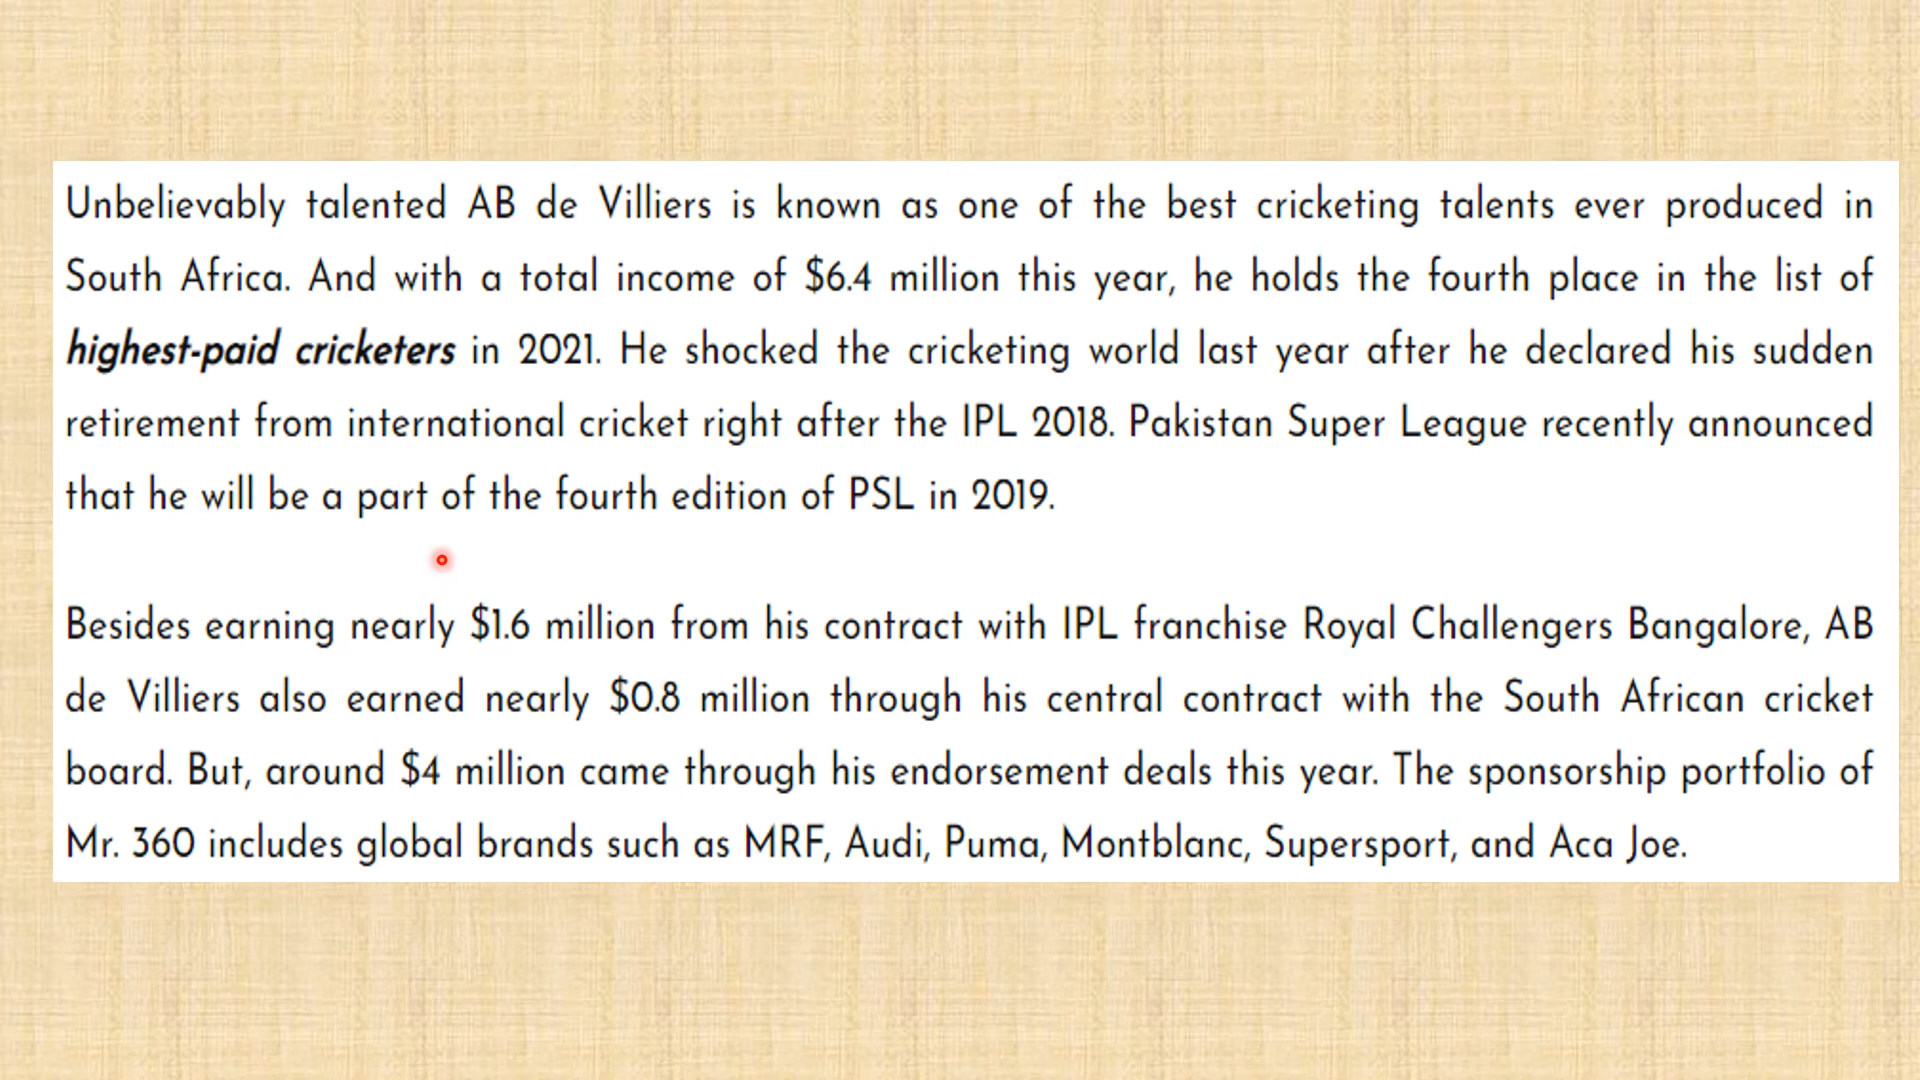 Unbelievably talented AB de Villiers is known as one of the best cricketing talents ever produced in
South Africa. And with a total income of $6.4 million this year, he holds the fourth place in the list of
highest-paid cricketers in 2021. He shocked the cricketing world last year after he declared his sudden
retirement from international cricket right after the IPL 2018. Pakistan Super League recently announced
that he will be a part of the fourth edition of PSL in 2019.
Besides earning nearly $1.6 million from his contract with IPL franchise Royal Challengers Bangalore, AB
de Villiers also earned nearly $0.8 million through his central contract with the South African cricket
board. But, around $4 million came through his endorsement deals this year. The sponsorship portfolio of
Mr. 360 includes global brands such as MRF, Audi, Puma, Montblanc, Supersport, and Aca Joe.